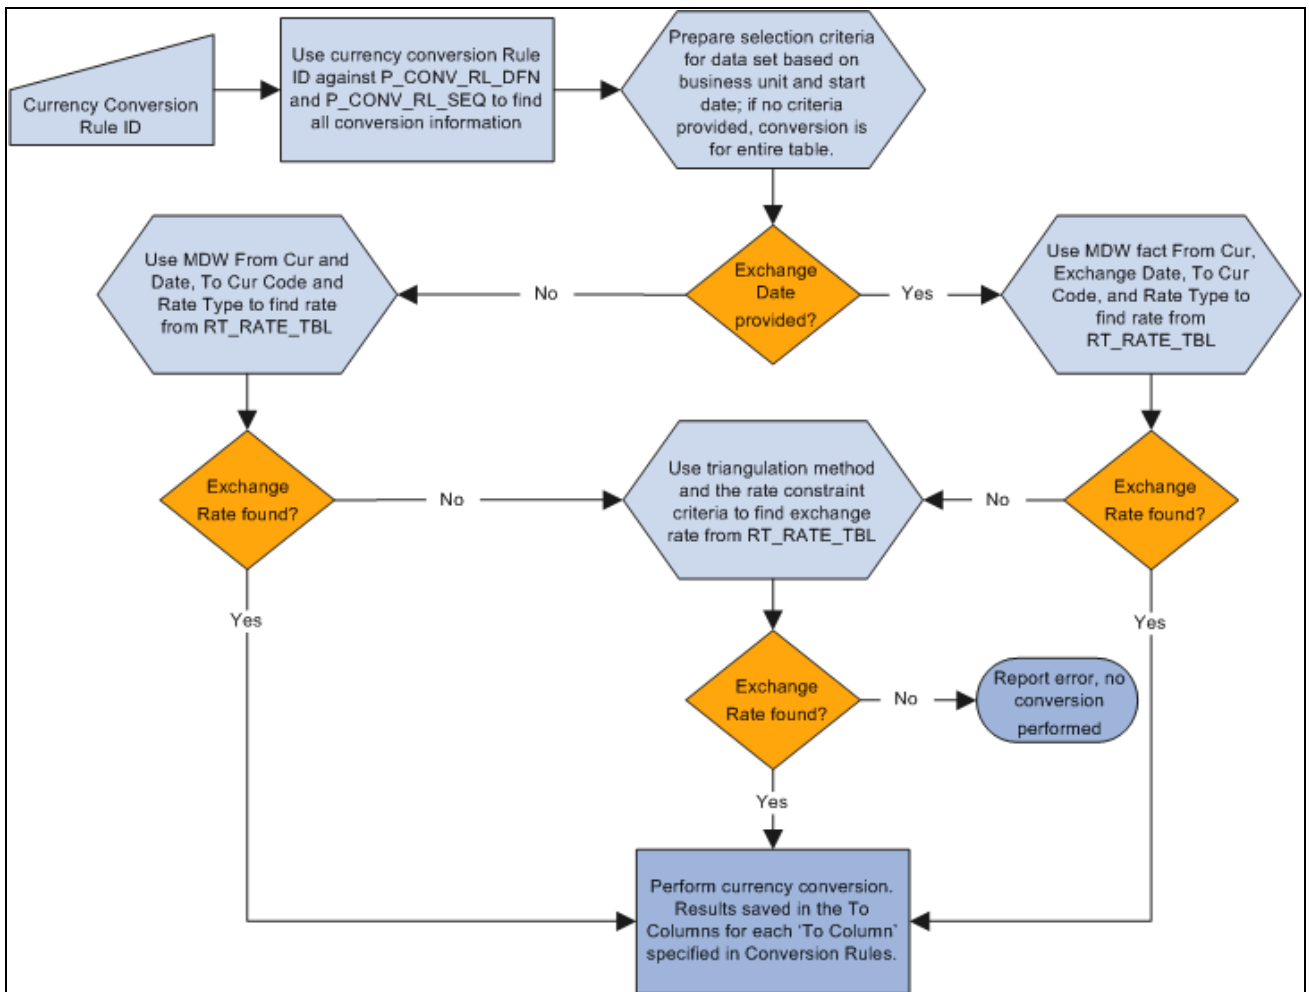 Currency Conversion
Rule ID
Use currency conversion Rule
ID against P_CONV_RL_DFN
and P_CONV_RL_SEQ to find
all conversion information
Prepare selection criteria
for data set based on
business unit and start
date; if no criteria
provided, conversion is
for entire table.
Exchange
Date
provided?
No
Yes
Use MDW From Cur and
Date, To Cur Code and
Rate Type to find rate
from RT_RATE_TBL
Use MDW fact From Cur,
Exchange Date, To Cur
Code, and Rate Type to
find rate from
RT_RATE_TBL
Exchange
Rate found?
No
Use triangulation method
and the rate constraint
criteria to find exchange
rate from RT_RATE_TBL
No
Exchange
Rate found?
Yes
Yes
Exchange
Rate found?
No
Report error, no
conversion
performed
Yes
Perform currency conversion.
Results saved in the To
Columns for each ‘To Column`
specified in Conversion Rules.